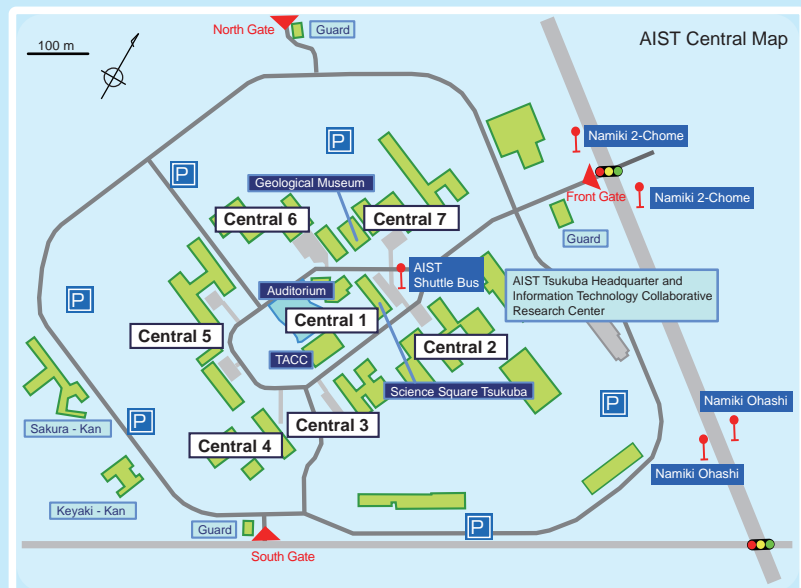 North Gate
Guard
100 m
AIST Central Map
P
Namiki 2-Chome
P
Geological Museum
Front Gate
Namiki 2-Chome
Central 6
Central 7
Guard
AIST
Shuttle Bus
AIST Tsukuba Headquarter and
Information Technology Collaborative
Research Center
Auditorium
P
Central 1
Central 5
Central 2
TACC
Science Square Tsukuba
P
Namiki Ohashi
P
Sakura - Kan
Central 3
Central 4
Namiki Ohashi
Keyaki - Kan
Guard
P
South Gate